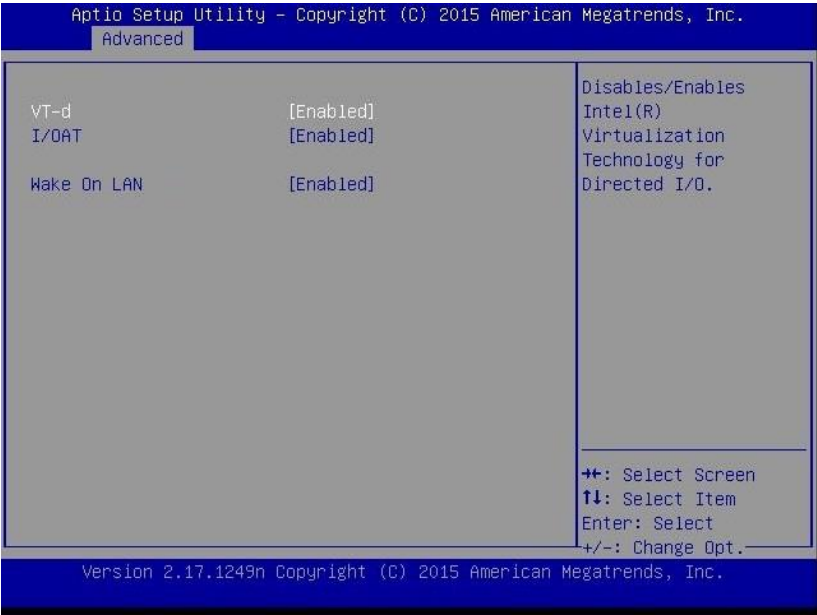 Aptio Setup Utility – Copyright (C) 2015 American Megatrends, Inc.
Advanced
VT-d [Enabled]
I/OAT [Enabled]
Wake On LAN [Enabled]
Disables/Enables
Intel(R)
Virtualization
Technology for
Directed I/O.
→←: Select Screen
↑↓: Select Item
Enter: Select
+/-: Change Opt.
Version 2.17.1249n Copyright (C) 2015 American Megatrends, Inc.